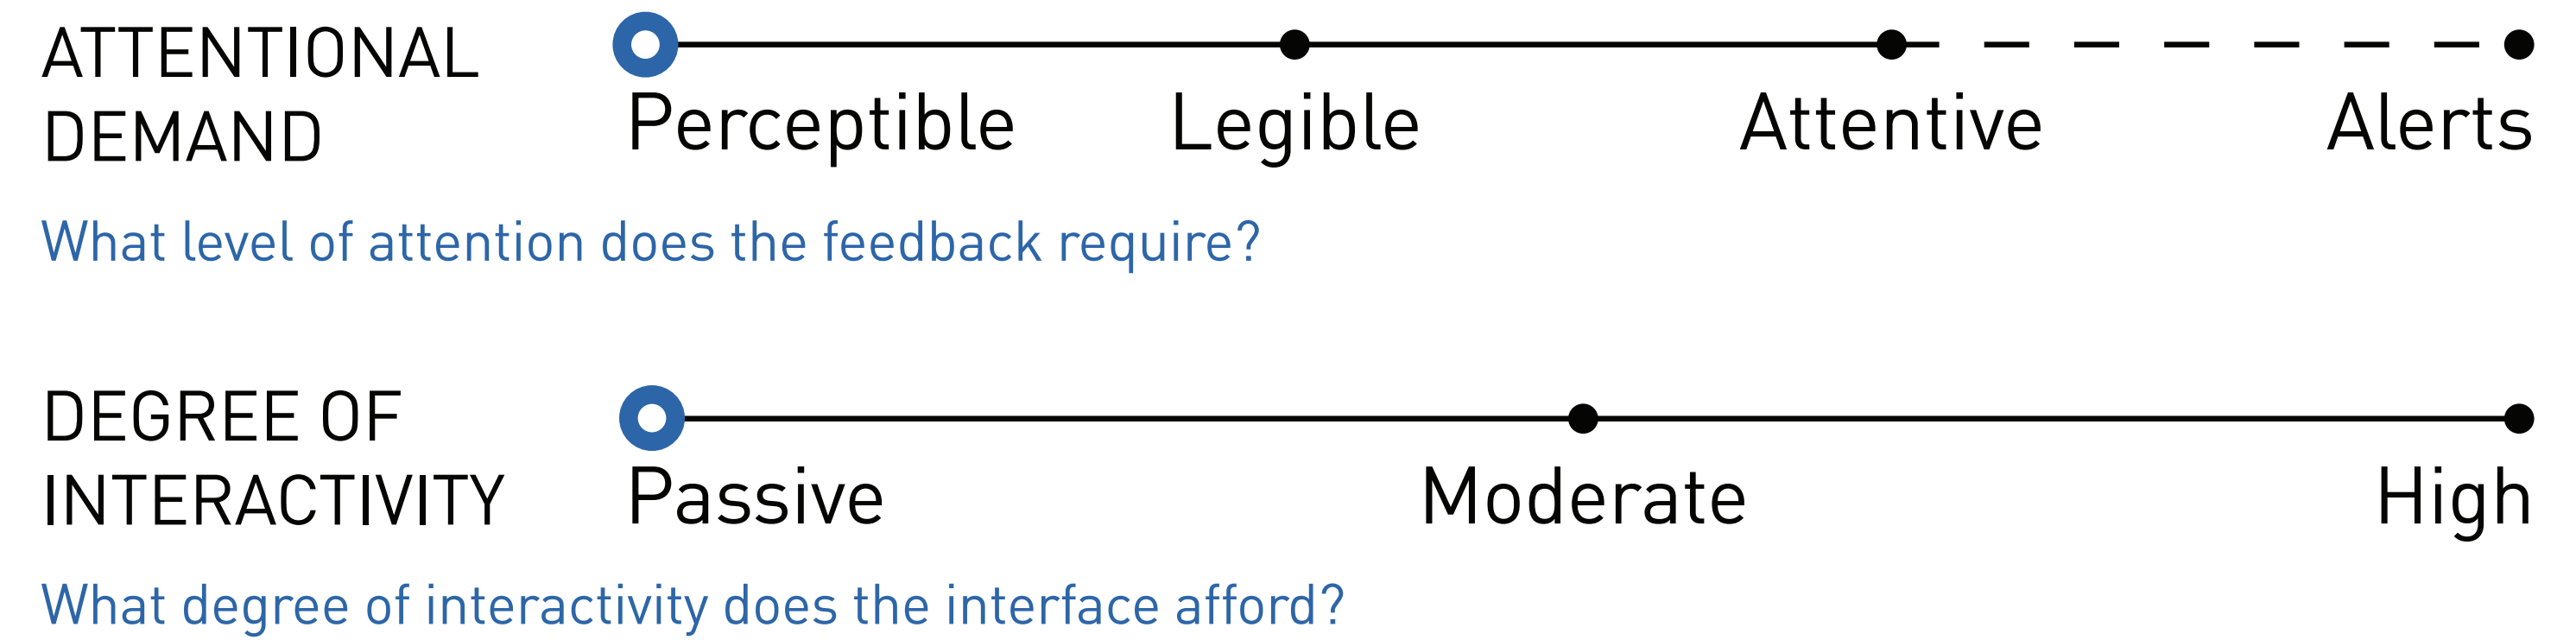 ATTENTIONAL
DEMAND
Perceptible Legible Attentive Alerts
What level of attention does the feedback require?
DEGREE OF
INTERACTIVITY
Passive Moderate High
What degree of interactivity does the interface afford?